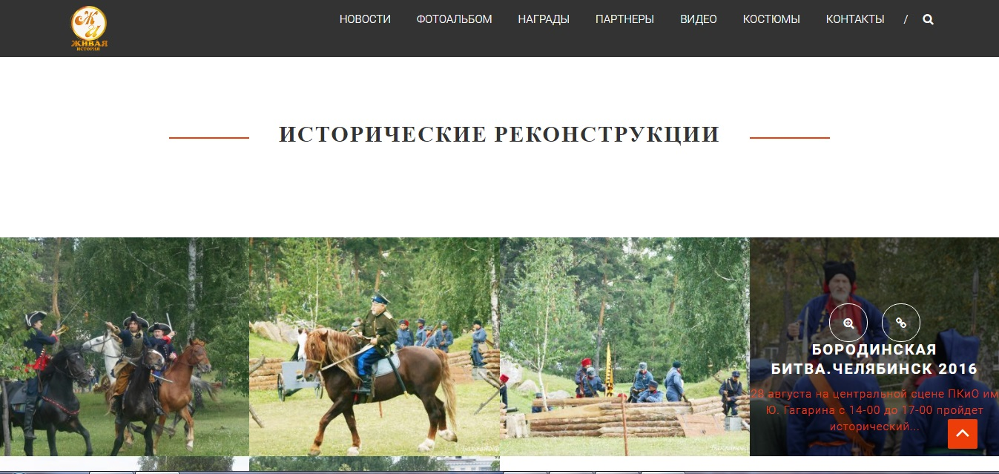 ЖИ
ЖИВАЯ
ИСТОРИЯ
НОВОСТИ ФОТОАЛЬБОМ НАГРАДЫ ПАРТНЕРЫ ВИДЕО КОСТЮМЫ КОНТАКТЫ /
ИСТОРИЧЕСКИЕ РЕКОНСТРУКЦИИ
БОРОДИНСКАЯ
БИТВА.ЧЕЛЯБИНСК 2016
28 августа на центральной сцене ПКиО им
Ю. Гагарина с 14-00 до 17-00 пройдет
исторический...